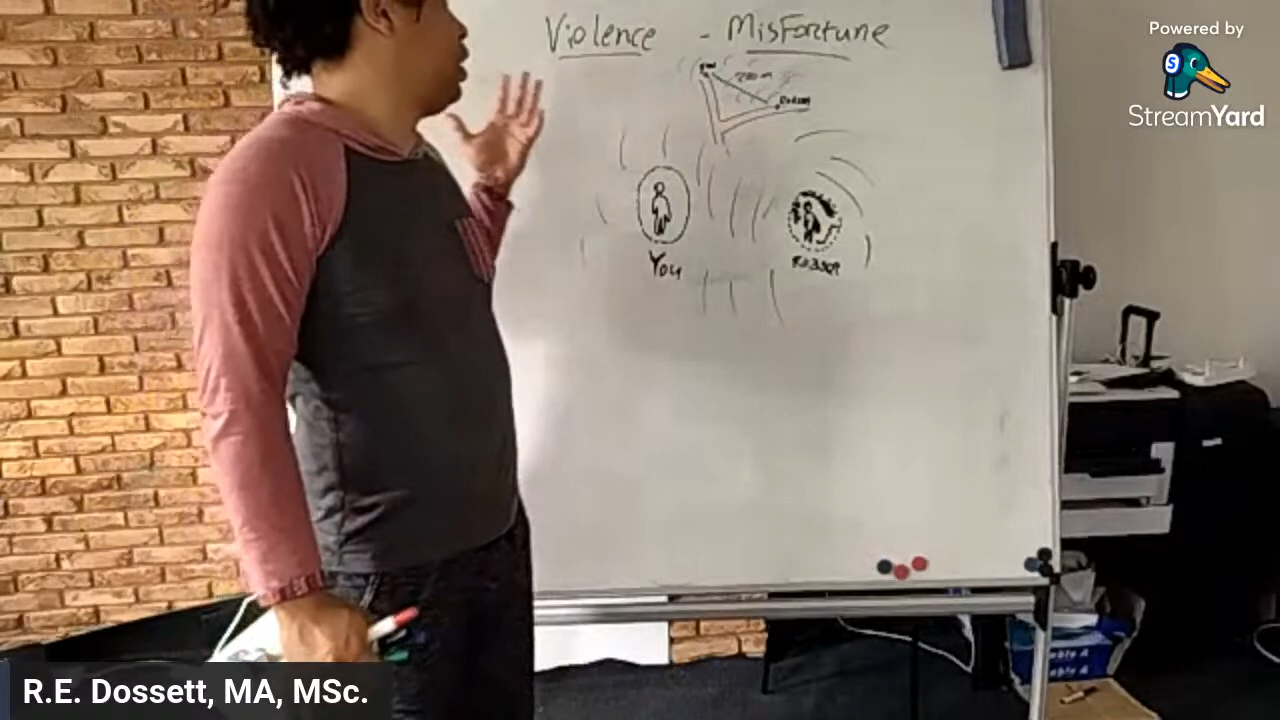 Powered by
StreamYard
Violence - Misfortune
You
R.E. Dossett, MA, MSc.